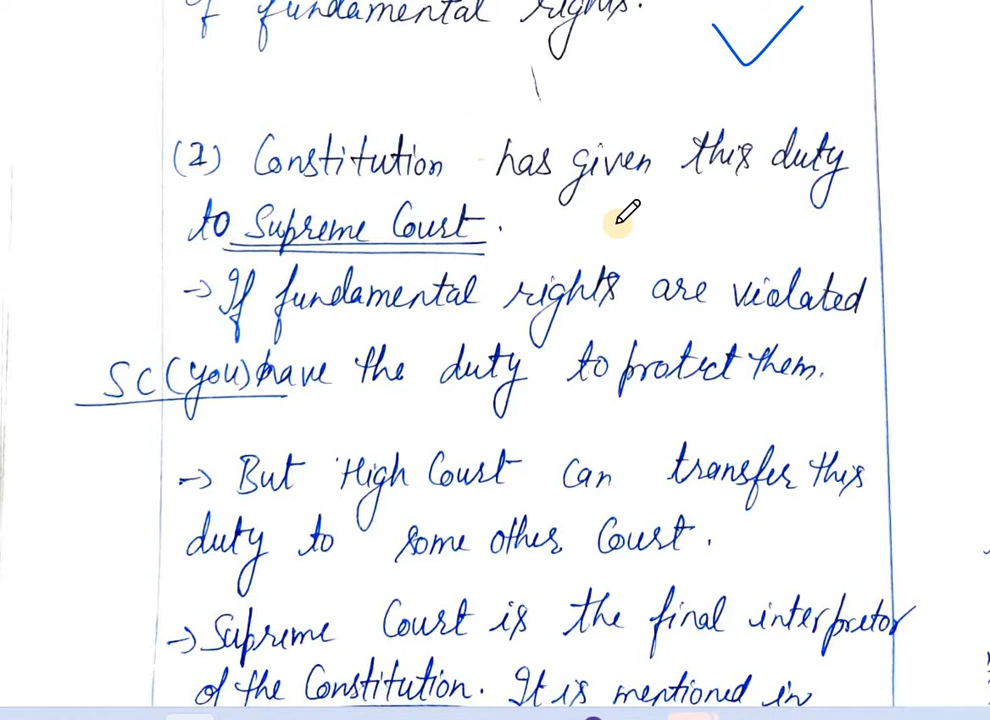 of fundamental rights.
(2) Constitution has given this duty
to Supreme Court.
→ If fundamental rights are violated
SC (you) have the duty to protect them.
→ But High Court can transfer this
duty to some other Court.
→ Supreme Court is the final interpretor
of the Constitution. It is mentioned in